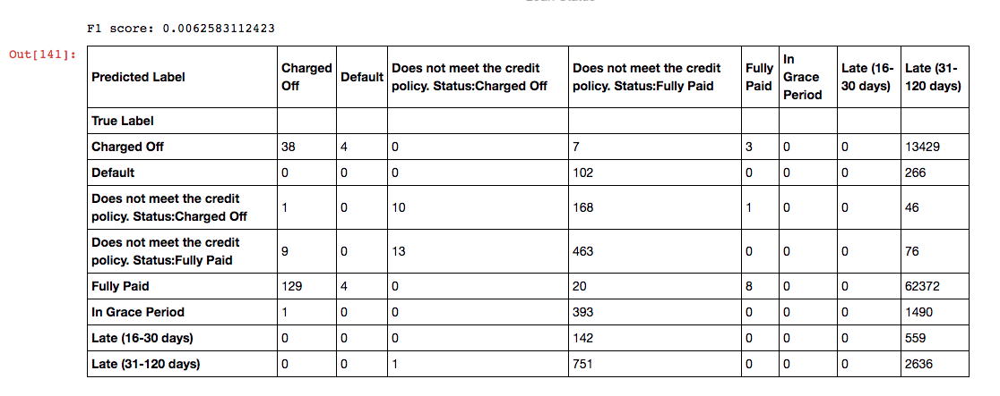 F1 score: 0.0062583112423
Out[141]:
Predicted Label Charged Off Default Does not meet the credit policy. Status:Charged Off Does not meet the credit policy. Status:Fully Paid Fully Paid In Grace Period Late (16-30 days) Late (31-120 days)
True Label
Charged Off 38 4 0 7 3 0 0 13429
Default 0 0 0 102 0 0 0 266
Does not meet the credit policy. Status:Charged Off 1 0 10 168 1 0 0 46
Does not meet the credit policy. Status:Fully Paid 9 0 13 463 0 0 0 76
Fully Paid 129 4 0 20 8 0 0 62372
In Grace Period 1 0 0 393 0 0 0 1490
Late (16-30 days) 0 0 0 142 0 0 0 559
Late (31-120 days) 0 0 1 751 0 0 0 2636